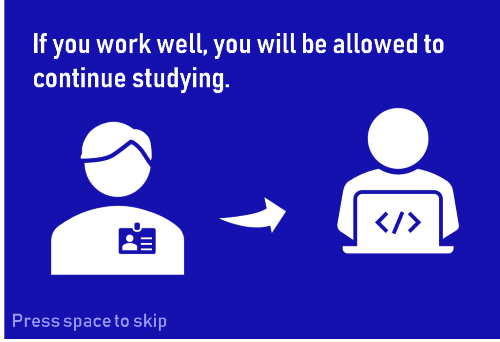 If you work well, you will be allowed to
continue studying.
</>
Press space to skip